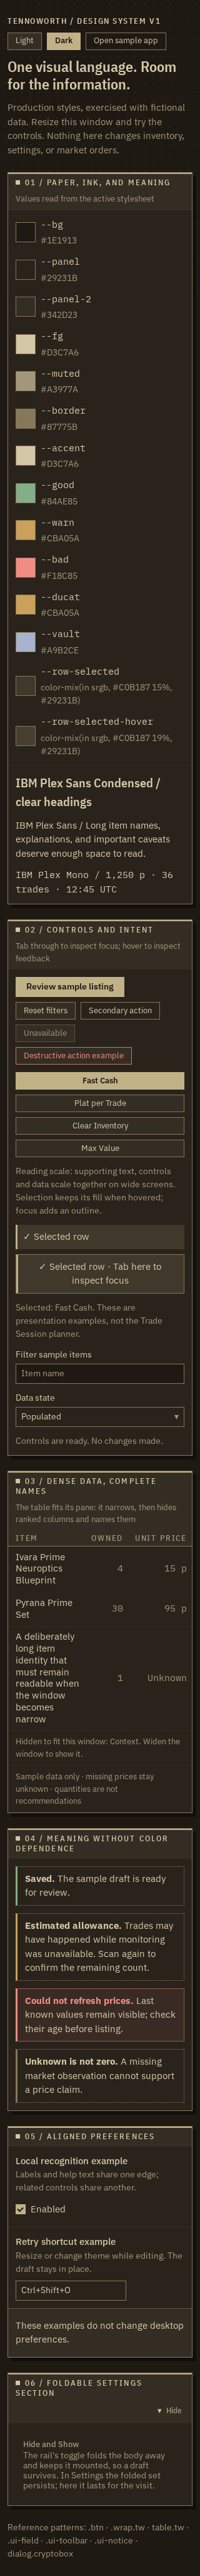 TENNOWORTH / DESIGN SYSTEM V1
Light
Dark
Open sample app
One visual language. Room
for the information.
Production styles, exercised with fictional
data. Resize this window and try the
controls. Nothing here changes inventory,
settings, or market orders.
01 / PAPER, INK, AND MEANING
Values read from the active stylesheet
--bg
#1E1913
--panel
#29231B
--panel-2
#342D23
--fg
#D3C7A6
--muted
#A3977A
--border
#87775B
--accent
#D3C7A6
--good
#84AE85
--warn
#CBA05A
--bad
#F18C85
--ducat
#CBA05A
--vault
#A9B2CE
--row-selected
color-mix(in srgb, #C0B187 15%,
#29231B)
--row-selected-hover
color-mix(in srgb, #C0B187 19%,
#29231B)
IBM Plex Sans Condensed /
clear headings
IBM Plex Sans / Long item names,
explanations, and important caveats
deserve enough space to read.
IBM Plex Mono / 1,250 p · 36
trades · 12:45 UTC
02 / CONTROLS AND INTENT
Tab through to inspect focus; hover to inspect
feedback
Review sample listing
Reset filters
Secondary action
Unavailable
Destructive action example
Fast Cash
Plat per Trade
Clear Inventory
Max Value
Reading scale: supporting text, controls
and data scale together on wide screens.
Selection keeps its fill when hovered;
focus adds an outline.
✓ Selected row
✓ Selected row · Tab here to
inspect focus
Selected: Fast Cash. These are
presentation examples, not the Trade
Session planner.
Filter sample items
Item name
Data state
Populated
Controls are ready. No changes made.
03 / DENSE DATA, COMPLETE
NAMES
The table fits its pane: it narrows, then hides
ranked columns and names them
ITEM OWNED UNIT PRICE
Ivara Prime
Neuroptics
Blueprint
4
15 p
Pyrana Prime
Set
30
95 p
A deliberately
long item
identity that
must remain
readable when
the window
becomes
narrow
1
Unknown
Hidden to fit this window: Context. Widen the
window to show it.
Sample data only · missing prices stay
unknown · quantities are not
recommendations
04 / MEANING WITHOUT COLOR
DEPENDENCE
Saved. The sample draft is ready
for review.
Estimated allowance. Trades may
have happened while monitoring
was unavailable. Scan again to
confirm the remaining count.
Could not refresh prices. Last
known values remain visible; check
their age before listing.
Unknown is not zero. A missing
market observation cannot support
a price claim.
05 / ALIGNED PREFERENCES
Local recognition example
Labels and help text share one edge;
related controls share another.
Enabled
Retry shortcut example
Resize or change theme while editing. The
draft stays in place.
Ctrl+Shift+O
These examples do not change desktop
preferences.
06 / FOLDABLE SETTINGS
SECTION
▾ Hide
Hide and Show
The rail's toggle folds the body away
and keeps it mounted, so a draft
survives. In Settings the folded set
persists; here it lasts for the visit.
Reference patterns: .btn · .wrap.tw · table.tw ·
.ui-field · .ui-toolbar · .ui-notice ·
dialog.cryptobox